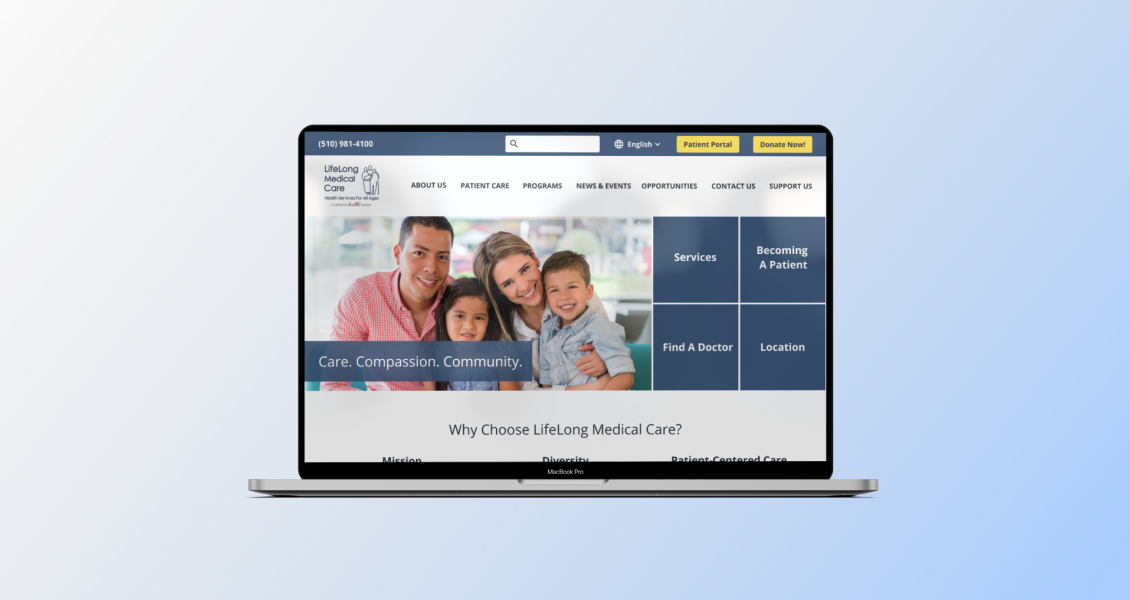 (510) 981-4100
English
Patient Portal
Donate Now!
LifeLong
Medical
Care
Health Services For All Ages
ABOUT US
PATIENT CARE
PROGRAMS
NEWS & EVENTS
OPPORTUNITIES
CONTACT US
SUPPORT US
Care. Compassion. Community.
Services
Becoming
A Patient
Find A Doctor
Location
Why Choose LifeLong Medical Care?
Mission
Diversity
Patient-Centered Care
MacBook Pro